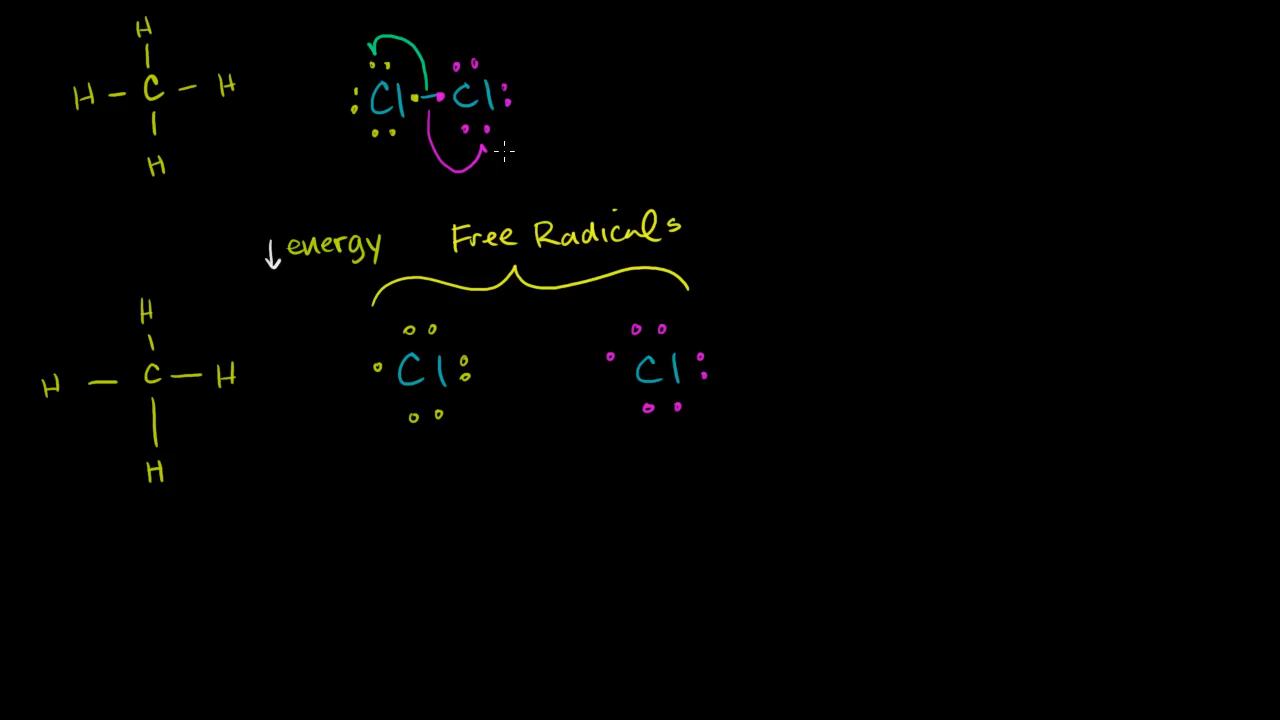 H
H – C – H
H
Cl – Cl
↓ energy
Free Radicals
H
H – C – H
H
Cl
Cl